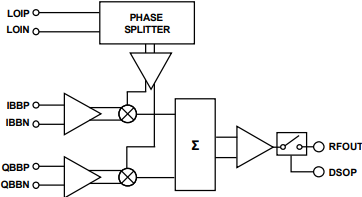 LOIP
LOIN
PHASE
SPLITTER
IBBP
IBBN
QBBP
QBBN
Σ
RFOUT
DSOP